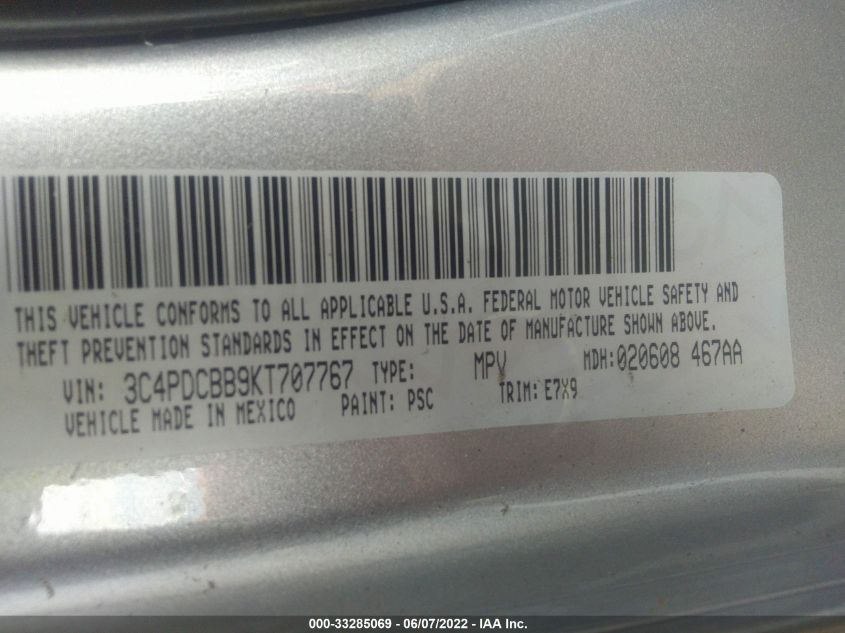 THIS VEHICLE CONFORMS TO ALL APPLICABLE U.S.A. FEDERAL MOTOR VEHICLE SAFETY AND
THEFT PREVENTION STANDARDS IN EFFECT ON THE DATE OF MANUFACTURE SHOWN ABOVE.
VIN: 3C4PDCBB9KT707767 TYPE: MPV MDH:020608 467AA
VEHICLE MADE IN MEXICO PAINT: PSC TRIM: E7X9
000-33285069 - 06/07/2022 - IAA Inc.